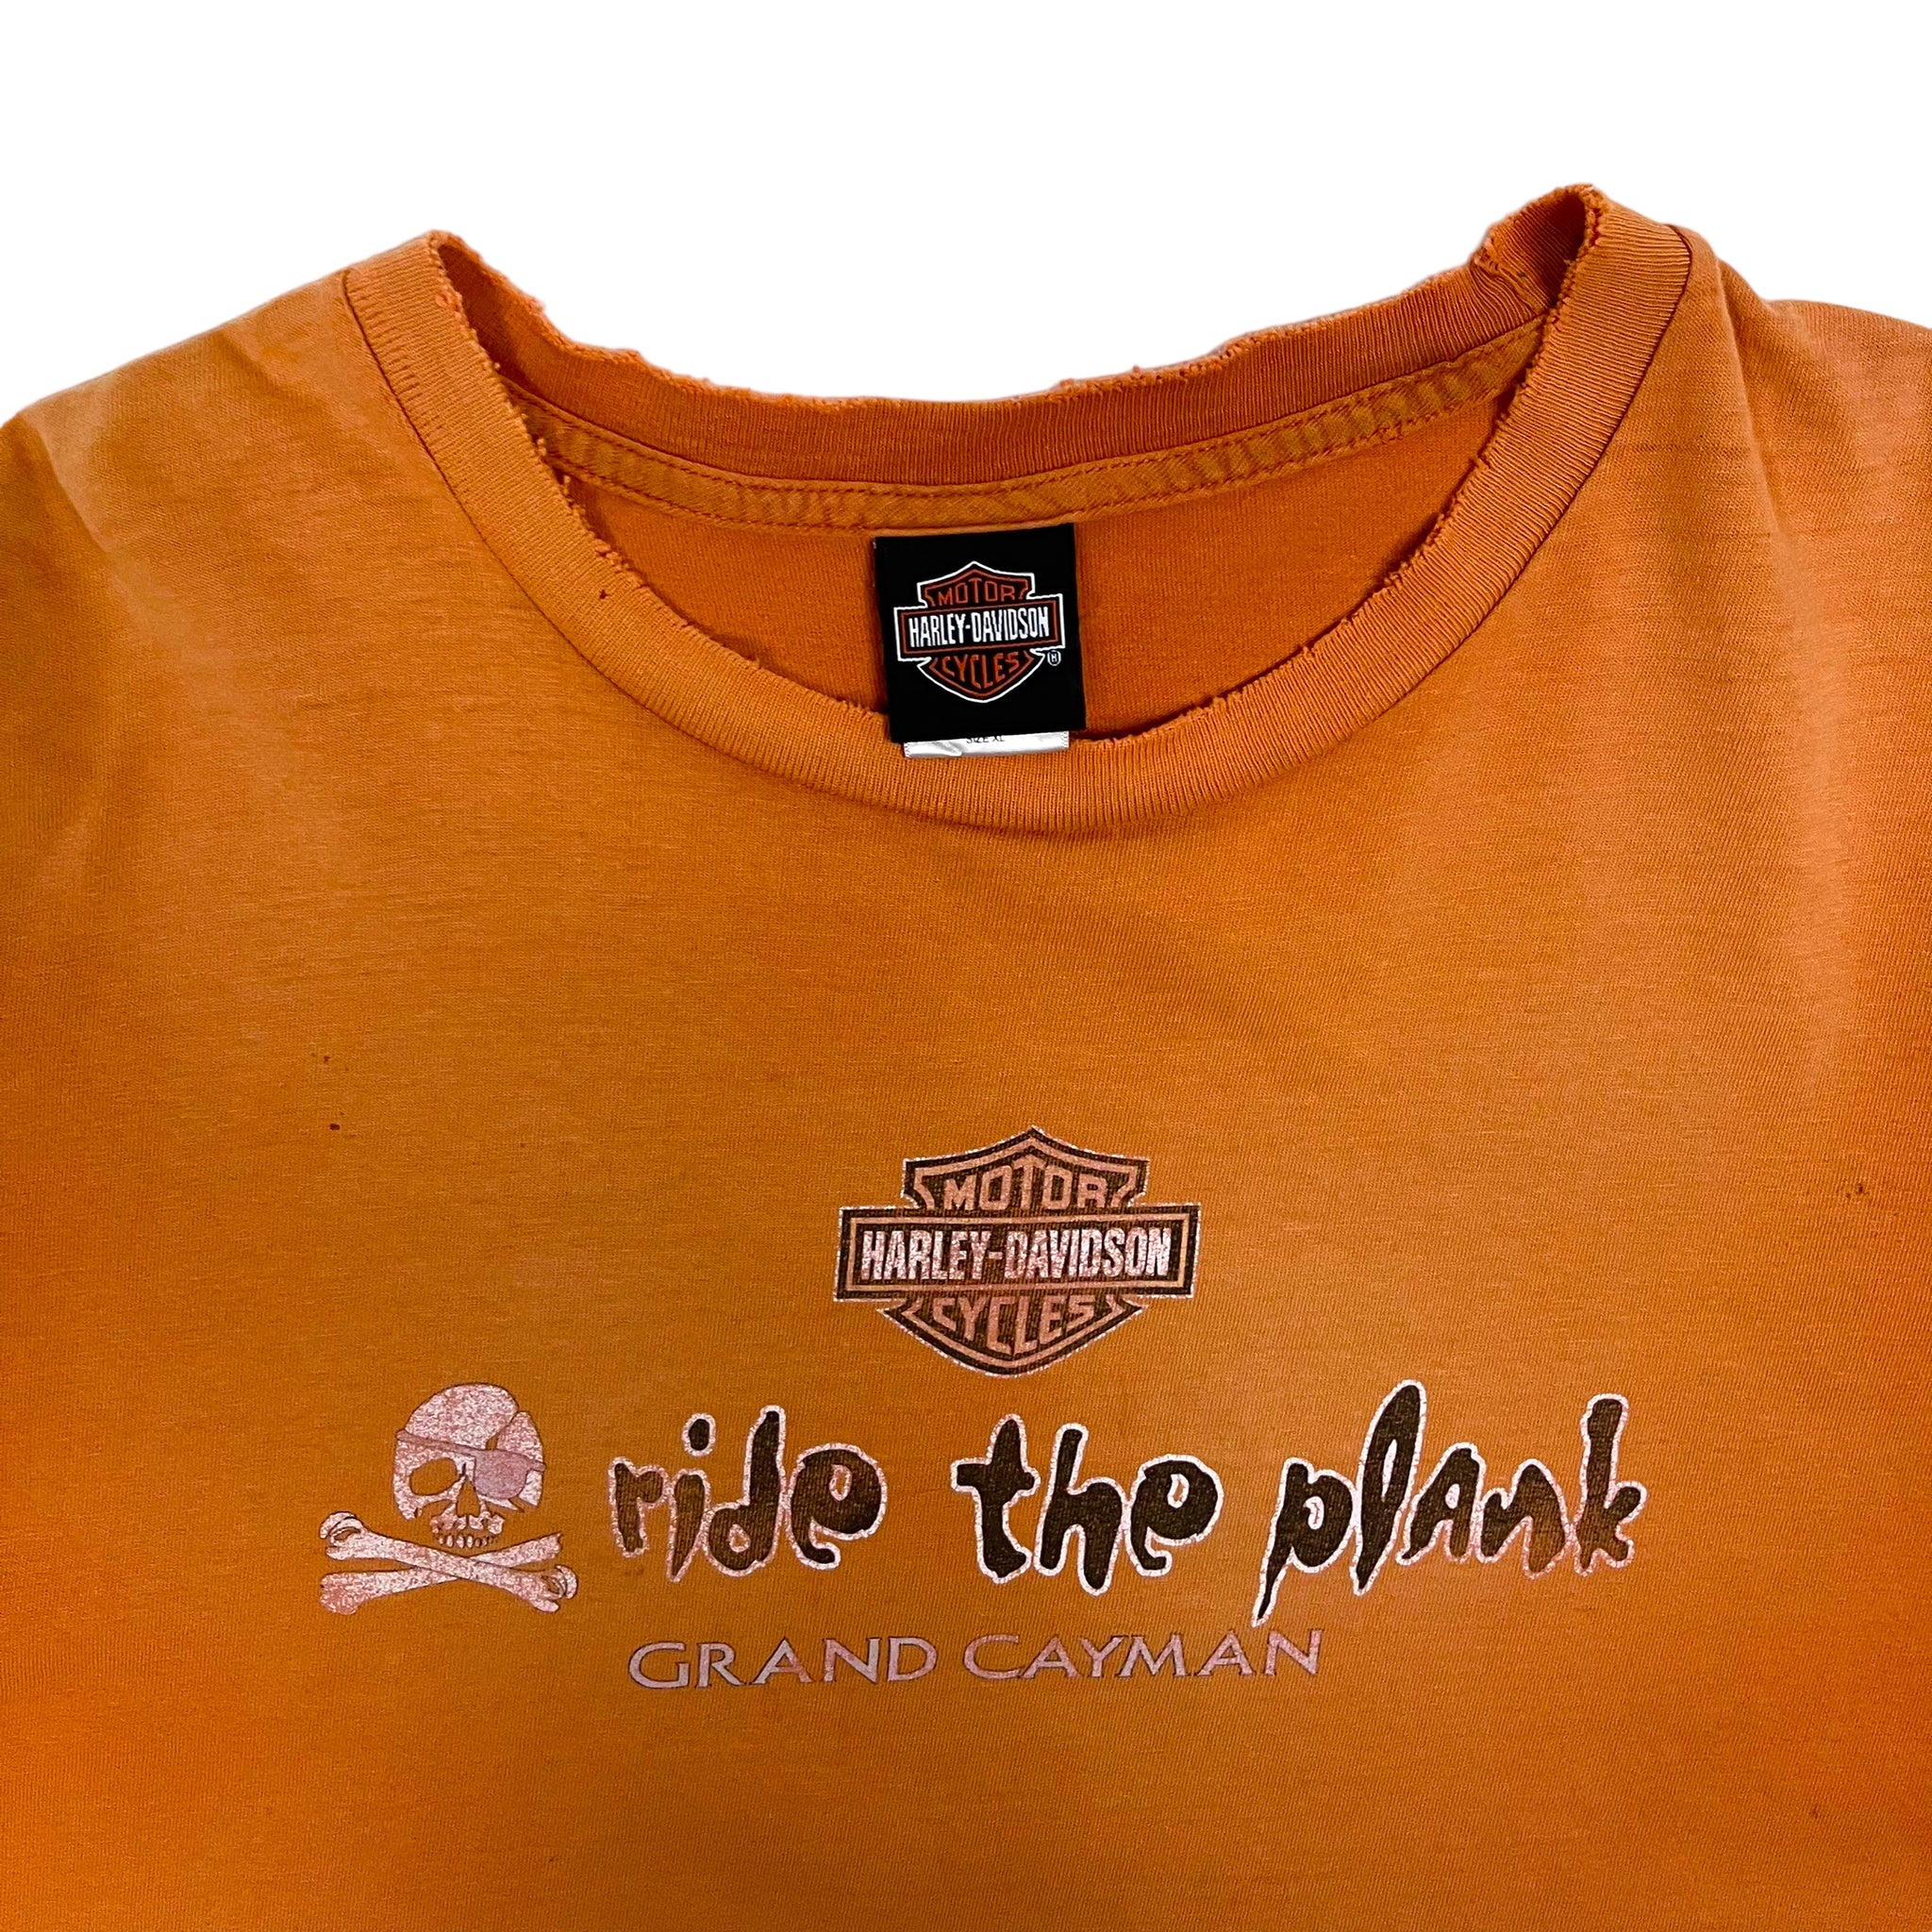 MOTOR
HARLEY-DAVIDSON
CYCLES ®
SIZE XL
MOTOR
HARLEY-DAVIDSON
CYCLES
ride the plank
GRAND CAYMAN